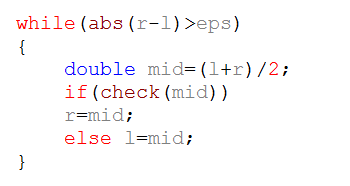 while(abs(r-l)>eps)
{
    double mid=(l+r)/2;
    if(check(mid))
    r=mid;
    else l=mid;
}